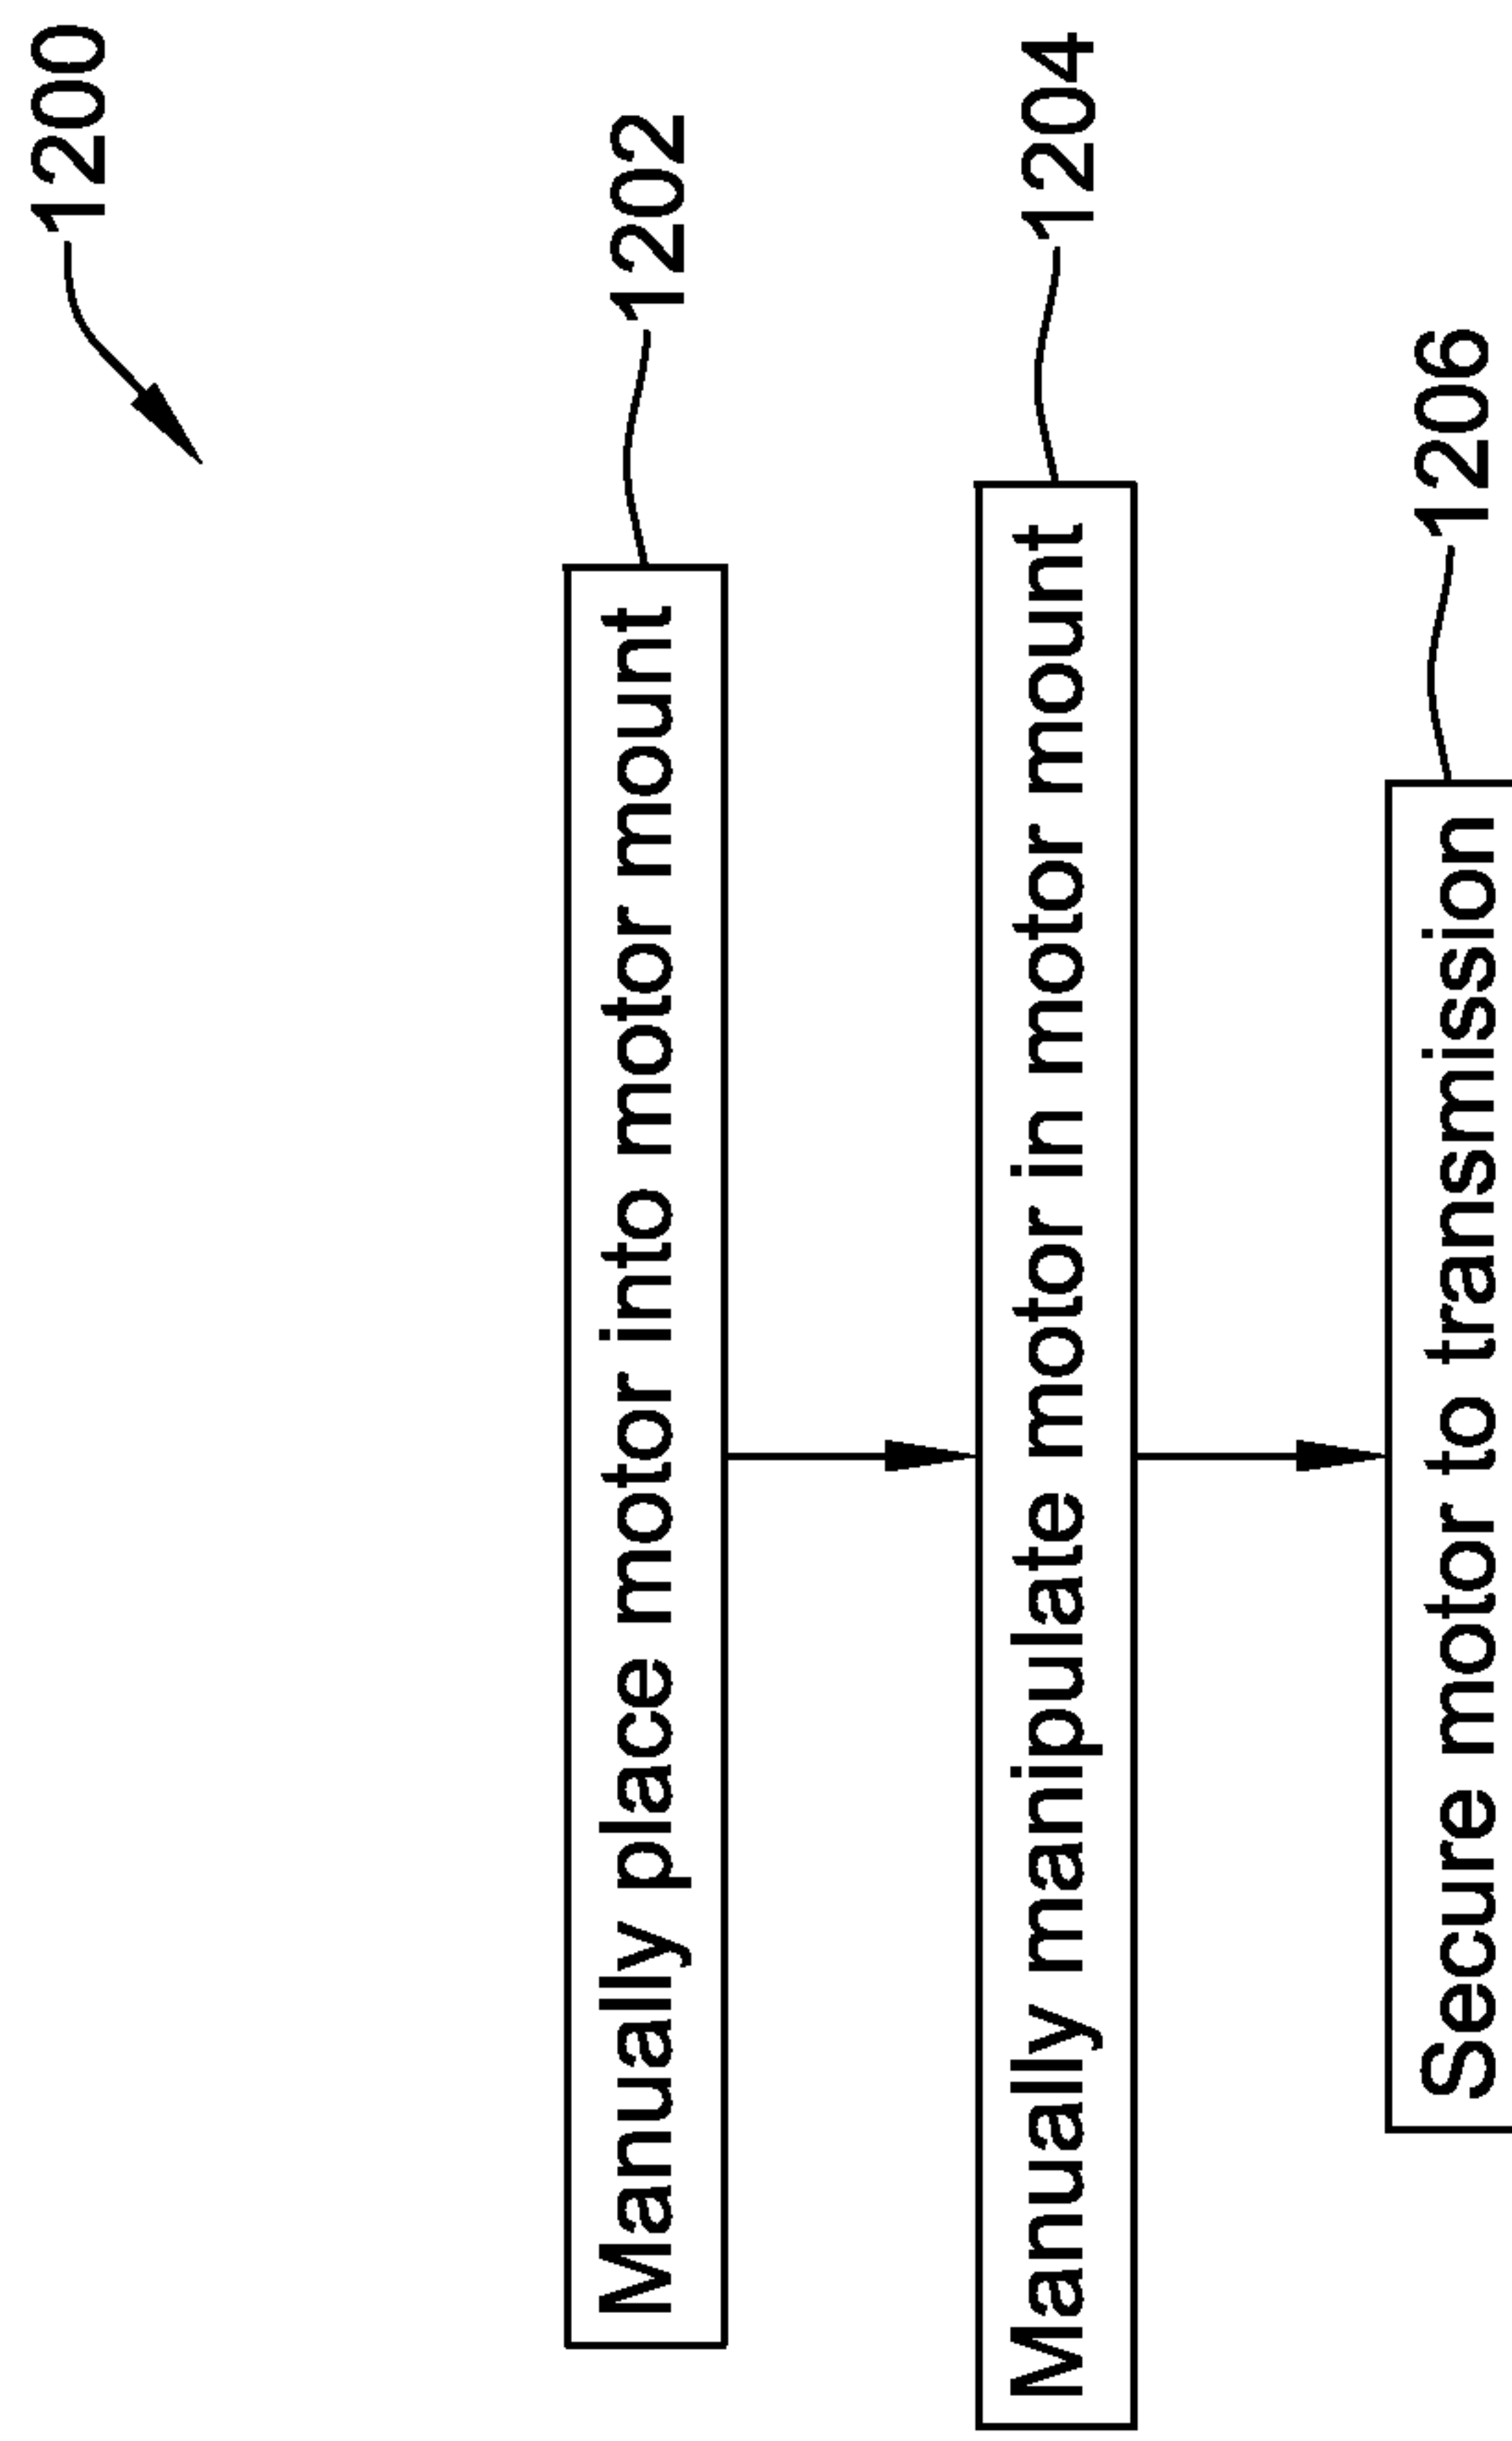 1200
Manually place motor into motor mount
1202
Manually manipulate motor in motor mount
1204
Secure motor to transmission
1206